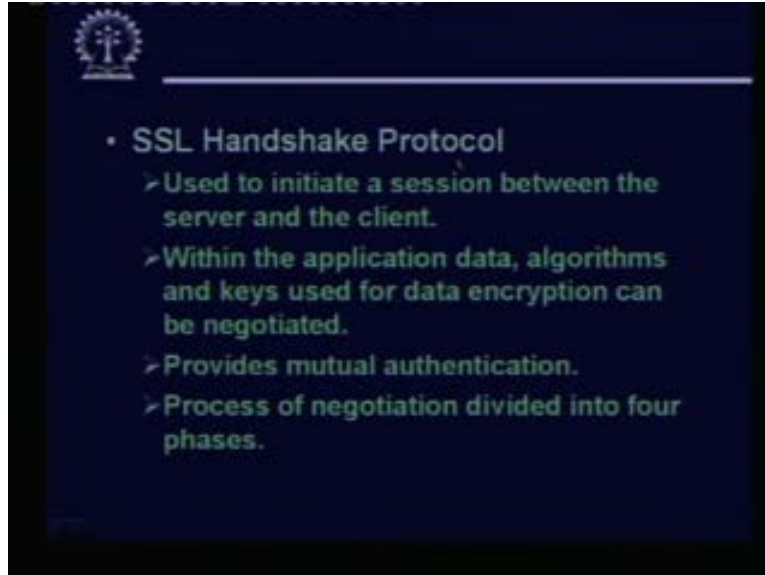 • SSL Handshake Protocol
➢Used to initiate a session between the
server and the client.
➢Within the application data, algorithms
and keys used for data encryption can
be negotiated.
➢Provides mutual authentication.
➢Process of negotiation divided into four
phases.